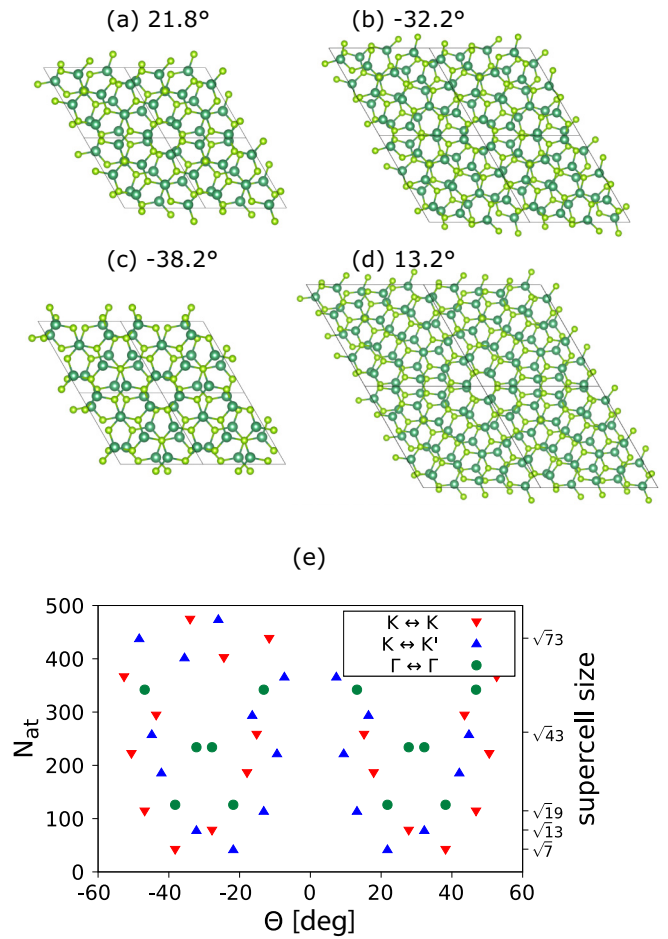 (a) 21.8°
(b) -32.2°
(c) -38.2°
(d) 13.2°
(e)
500
400
300
200
100
0
N_at
-60 -40 -20 0 20 40 60
Θ [deg]
K ↔ K
K ↔ K'
Γ ↔ Γ
√73
√43
√19
√13
√7
supercell size